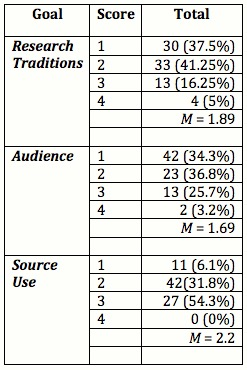 Goal Score Total
Research 1 30 (37.5%)
Traditions 2 33 (41.25%)
3 13 (16.25%)
4 4 (5%)
M = 1.89
Audience 1 42 (34.3%)
2 23 (36.8%)
3 13 (25.7%)
4 2 (3.2%)
M = 1.69
Source 1 11 (6.1%)
Use 2 42(31.8%)
3 27 (54.3%)
4 0 (0%)
M = 2.2